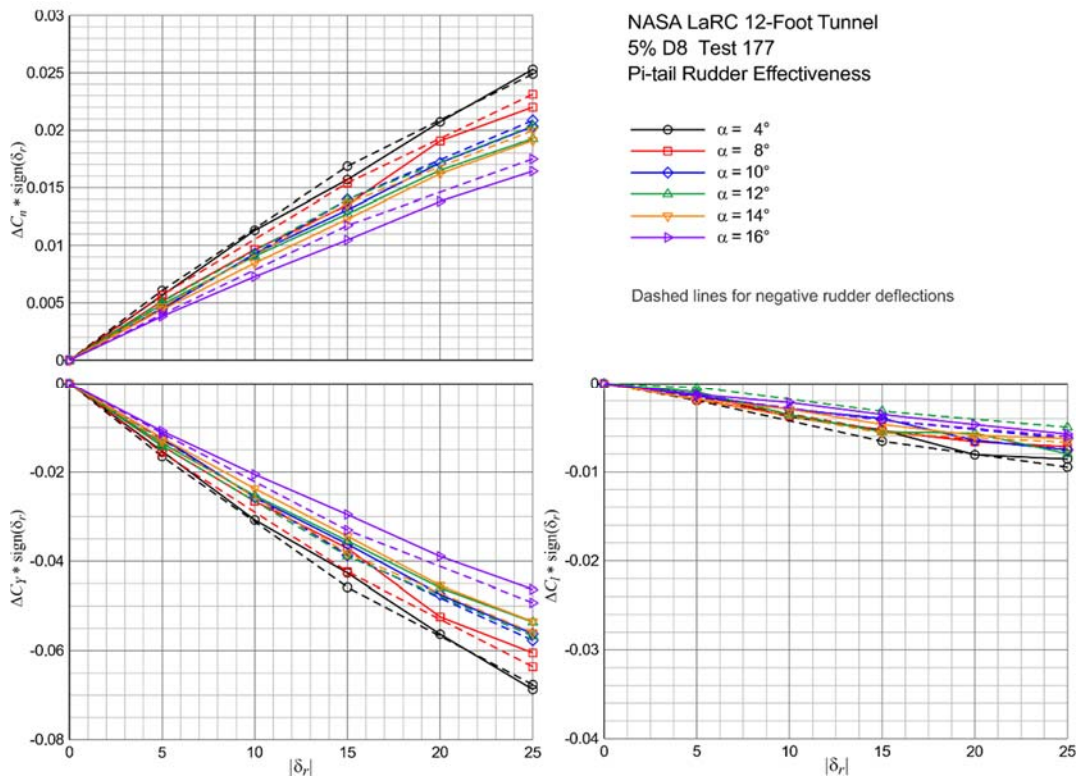 NASA LaRC 12-Foot Tunnel
5% D8 Test 177
Pi-tail Rudder Effectiveness
α = 4°
α = 8°
α = 10°
α = 12°
α = 14°
α = 16°
Dashed lines for negative rudder deflections
0.03
0.025
0.02
0.015
0.01
0.005
0
ΔCn * sign(δr)
0
-0.02
-0.04
-0.06
-0.08
ΔCY * sign(δr)
0 5 10 15 20 25
|δr|
0
-0.01
-0.02
-0.03
-0.04
ΔCl * sign(δr)
0 5 10 15 20 25
|δr|